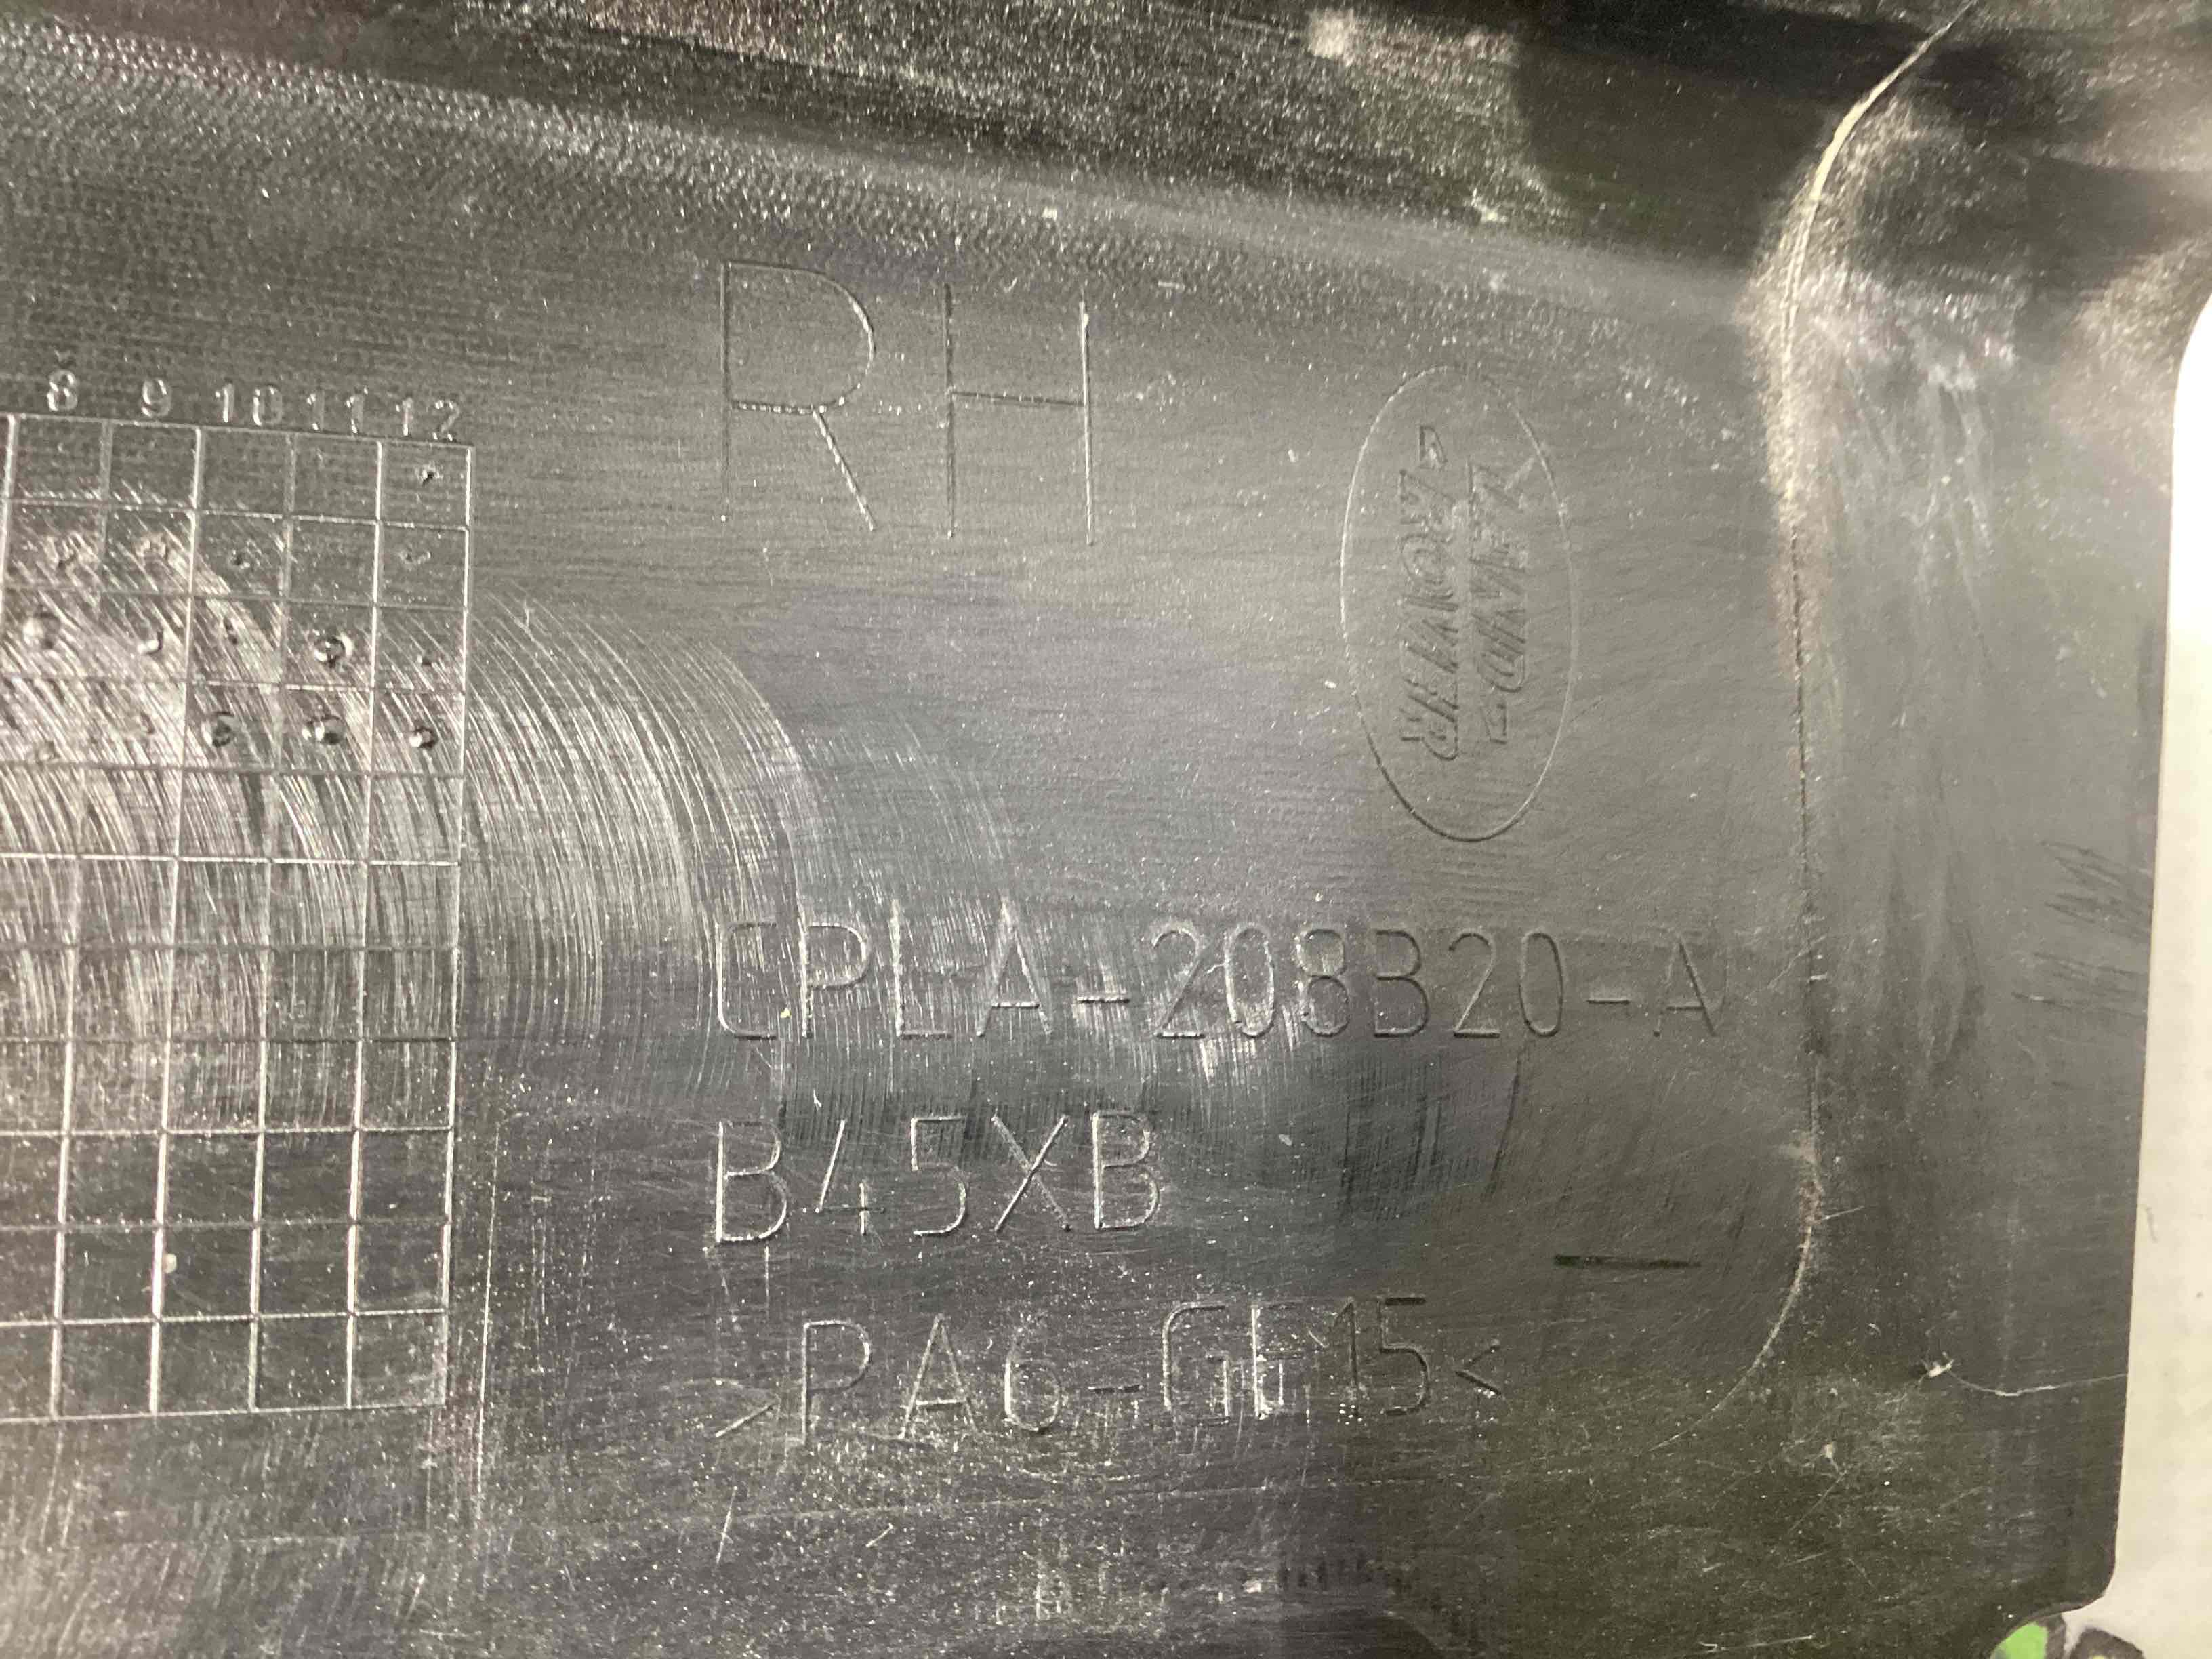 RH
8 9 10 11 12
LAND-
-ROVER
CPLA-208B20-A
B45XB
>PA6-GF15<